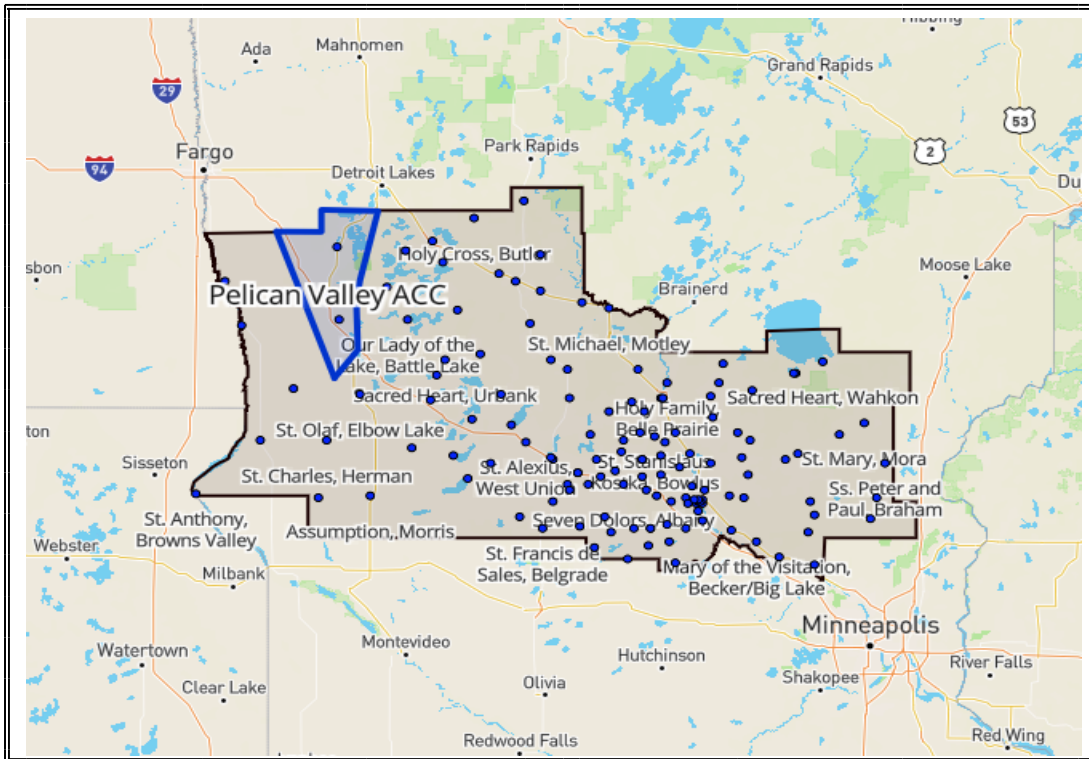 Hibbing
Ada
Mahnomen
Grand Rapids
29
53
Fargo
Park Rapids
2
94
Detroit Lakes
Du
Holy Cross, Butler
sbon
Moose Lake
Pelican Valley ACC
Brainerd
Our Lady of the
Lake, Battle Lake
St. Michael, Motley
Sacred Heart, Urbank
Sacred Heart, Wahkon
Holy Family,
Belle Prairie
ton
St. Olaf, Elbow Lake
Sisseton
St. Charles, Herman
St. Alexius,
West Union
St. Stanislaus
Kostka, Bowlus
St. Mary, Mora
Ss. Peter and
Paul, Braham
St. Anthony,
Browns Valley
Assumption, Morris
Seven Dolors, Albany
Webster
St. Francis de
Sales, Belgrade
Mary of the Visitation,
Becker/Big Lake
Milbank
Minneapolis
Montevideo
Watertown
Hutchinson
River Falls
Shakopee
Clear Lake
Olivia
Redwood Falls
Red Wing